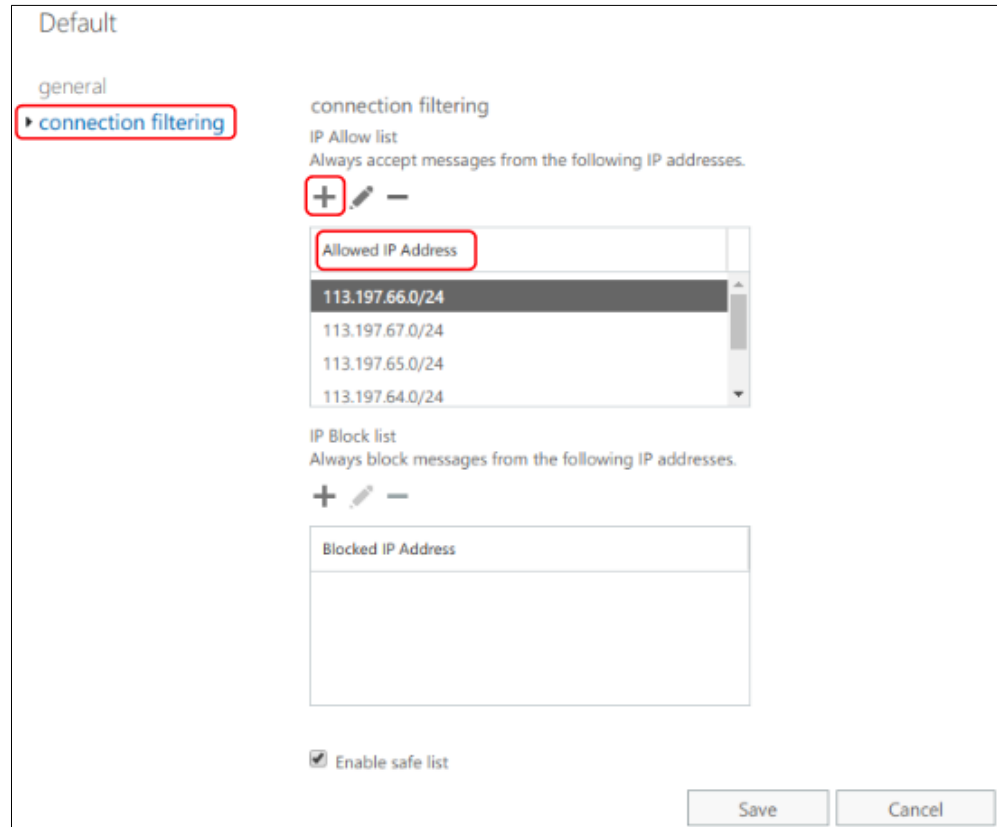 Default
general
connection filtering
connection filtering
IP Allow list
Always accept messages from the following IP addresses.
Allowed IP Address
113.197.66.0/24
113.197.67.0/24
113.197.65.0/24
113.197.64.0/24
IP Block list
Always block messages from the following IP addresses.
Blocked IP Address
Enable safe list
Save Cancel